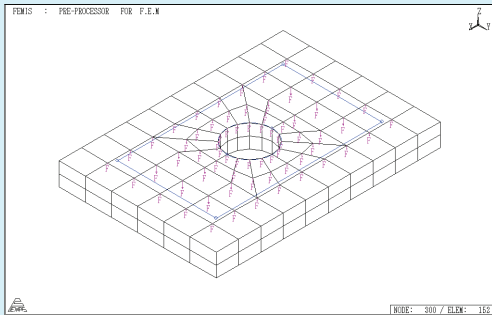 FEMIS : PRE-PROCESSOR FOR F.E.M
Z
X Y
NODE: 300 / ELEM: 152